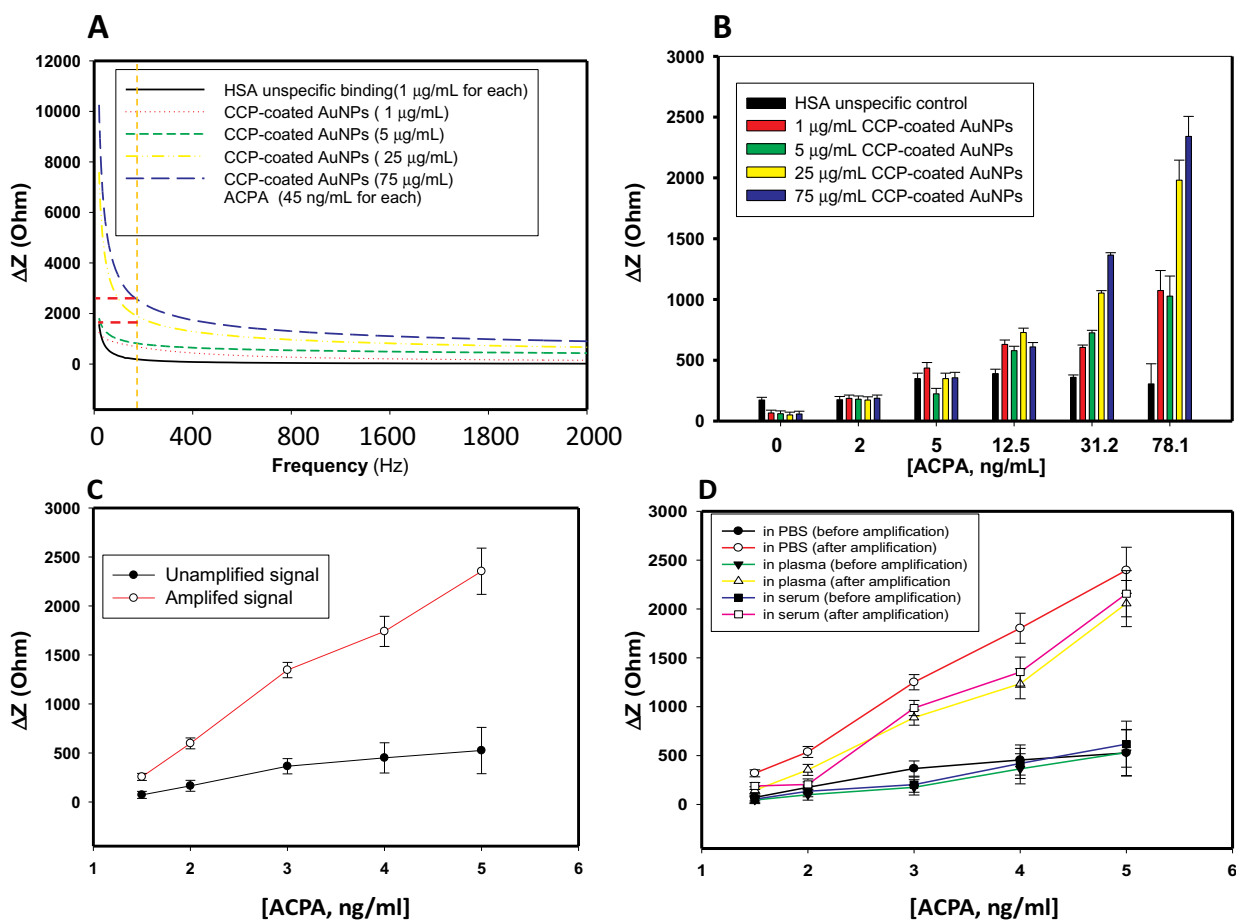 A
12000
10000
8000
6000
4000
2000
0
ΔZ (Ohm)
HSA unspecific binding(1 µg/mL for each)
CCP-coated AuNPs ( 1 µg/mL)
CCP-coated AuNPs (5 µg/mL)
CCP-coated AuNPs ( 25 µg/mL)
CCP-coated AuNPs (75 µg/mL)
ACPA (45 ng/mL for each)
0 400 800 1600 1800 2000
Frequency (Hz)
B
3000
2500
2000
1500
1000
500
0
ΔZ (Ohm)
HSA unspecific control
1 µg/mL CCP-coated AuNPs
5 µg/mL CCP-coated AuNPs
25 µg/mL CCP-coated AuNPs
75 µg/mL CCP-coated AuNPs
0 2 5 12.5 31.2 78.1
[ACPA, ng/mL]
C
3000
2500
2000
1500
1000
500
0
ΔZ (Ohm)
Unamplified signal
Amplifed signal
1 2 3 4 5 6
[ACPA, ng/ml]
D
3000
2500
2000
1500
1000
500
0
ΔZ (Ohm)
in PBS (before amplification)
in PBS (after amplification)
in plasma (before amplification)
in plasma (after amplification
in serum (before amplification)
in serum (after amplification)
1 2 3 4 5 6
[ACPA, ng/ml]